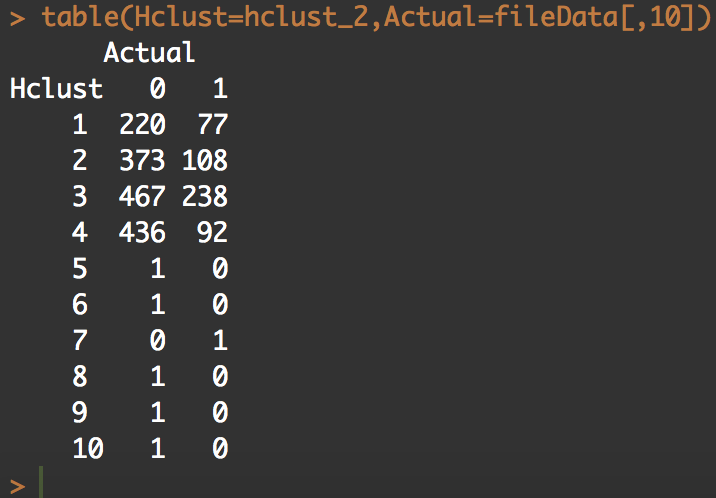 > table(Hclust=hclust_2,Actual=fileData[,10])
Actual
Hclust 0 1
1 220 77
2 373 108
3 467 238
4 436 92
5 1 0
6 1 0
7 0 1
8 1 0
9 1 0
10 1 0
>